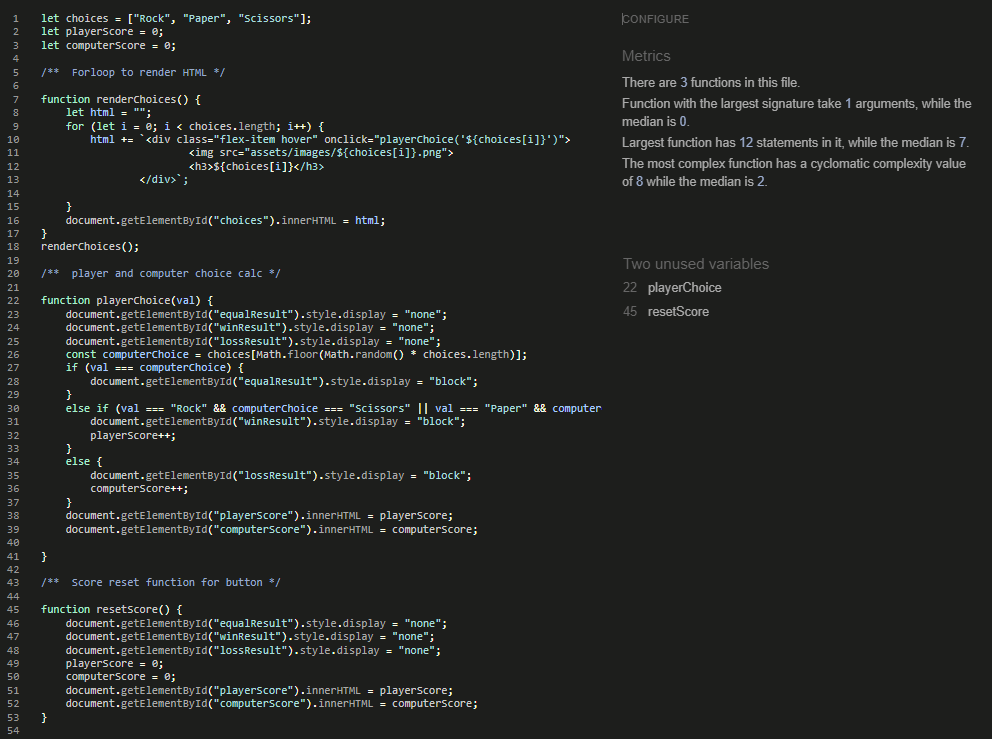 1 let choices = ["Rock", "Paper", "Scissors"];
2 let playerScore = 0;
3 let computerScore = 0;
4
5 /**  Forloop to render HTML */
6
7 function renderChoices() {
8     let html = "";
9     for (let i = 0; i < choices.length; i++) {
10         html += `<div class="flex-item hover" onclick="playerChoice('${choices[i]}')">
11                         <img src="assets/images/${choices[i]}.png">
12                         <h3>${choices[i]}</h3>
13                 </div>`;
14
15     }
16     document.getElementById("choices").innerHTML = html;
17 }
18 renderChoices();
19
20 /**  player and computer choice calc */
21
22 function playerChoice(val) {
23     document.getElementById("equalResult").style.display = "none";
24     document.getElementById("winResult").style.display = "none";
25     document.getElementById("lossResult").style.display = "none";
26     const computerChoice = choices[Math.floor(Math.random() * choices.length)];
27     if (val === computerChoice) {
28         document.getElementById("equalResult").style.display = "block";
29     }
30     else if (val === "Rock" && computerChoice === "Scissors" || val === "Paper" && computer
31         document.getElementById("winResult").style.display = "block";
32         playerScore++;
33     }
34     else {
35         document.getElementById("lossResult").style.display = "block";
36         computerScore++;
37     }
38     document.getElementById("playerScore").innerHTML = playerScore;
39     document.getElementById("computerScore").innerHTML = computerScore;
40
41 }
42
43 /**  Score reset function for button */
44
45 function resetScore() {
46     document.getElementById("equalResult").style.display = "none";
47     document.getElementById("winResult").style.display = "none";
48     document.getElementById("lossResult").style.display = "none";
49     playerScore = 0;
50     computerScore = 0;
51     document.getElementById("playerScore").innerHTML = playerScore;
52     document.getElementById("computerScore").innerHTML = computerScore;
53 }
54
CONFIGURE
Metrics
There are 3 functions in this file.
Function with the largest signature take 1 arguments, while the
median is 0.
Largest function has 12 statements in it, while the median is 7.
The most complex function has a cyclomatic complexity value
of 8 while the median is 2.
Two unused variables
22 playerChoice
45 resetScore